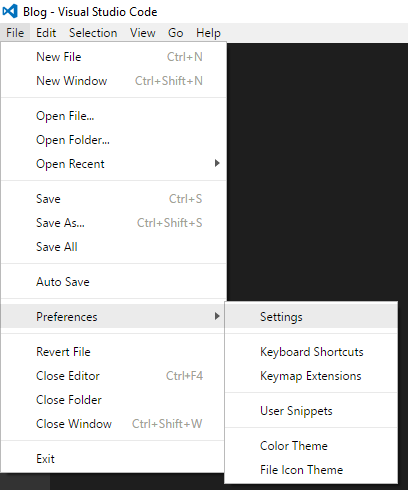 Blog - Visual Studio Code
File Edit Selection View Go Help
New File Ctrl+N
New Window Ctrl+Shift+N
Open File...
Open Folder...
Open Recent
Save Ctrl+S
Save As... Ctrl+Shift+S
Save All
Auto Save
Preferences Settings
Revert File Keyboard Shortcuts
Close Editor Ctrl+F4 Keymap Extensions
Close Folder User Snippets
Close Window Ctrl+Shift+W
Color Theme
Exit File Icon Theme